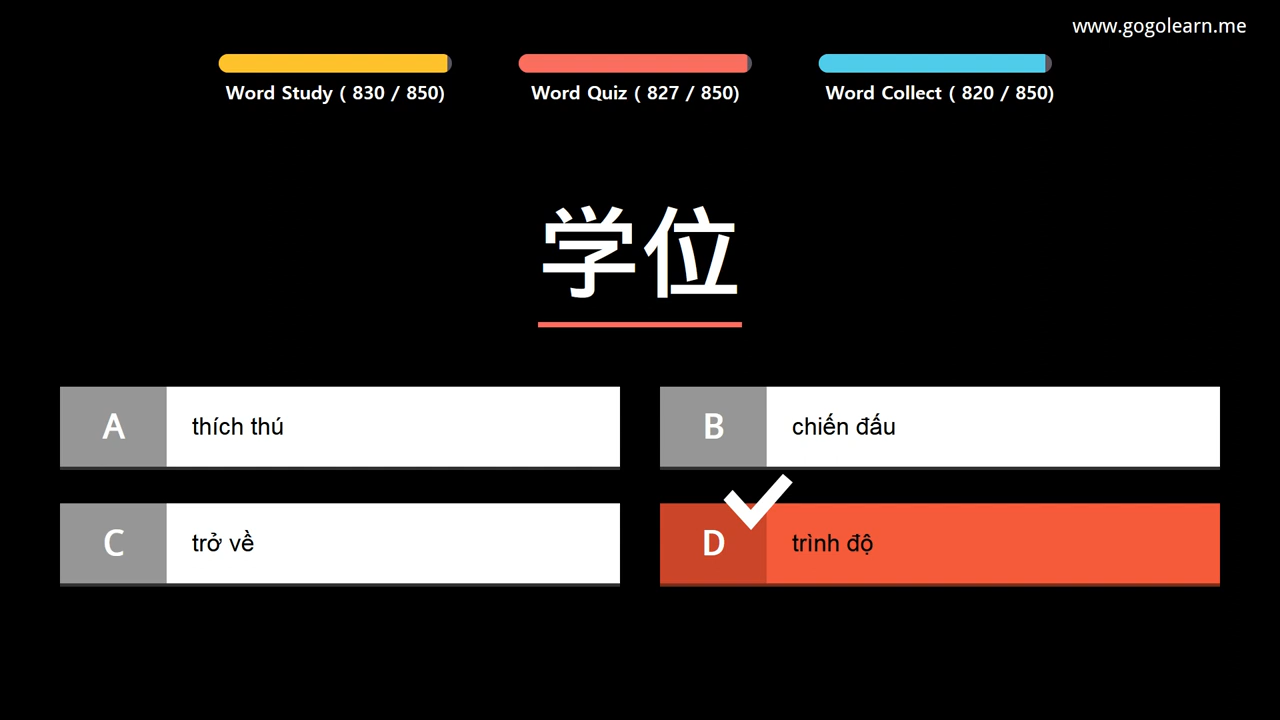 www.gogolearn.me
Word Study ( 830 / 850)
Word Quiz ( 827 / 850)
Word Collect ( 820 / 850)
学位
A thích thú
B chiến đấu
C trở về
D trình độ